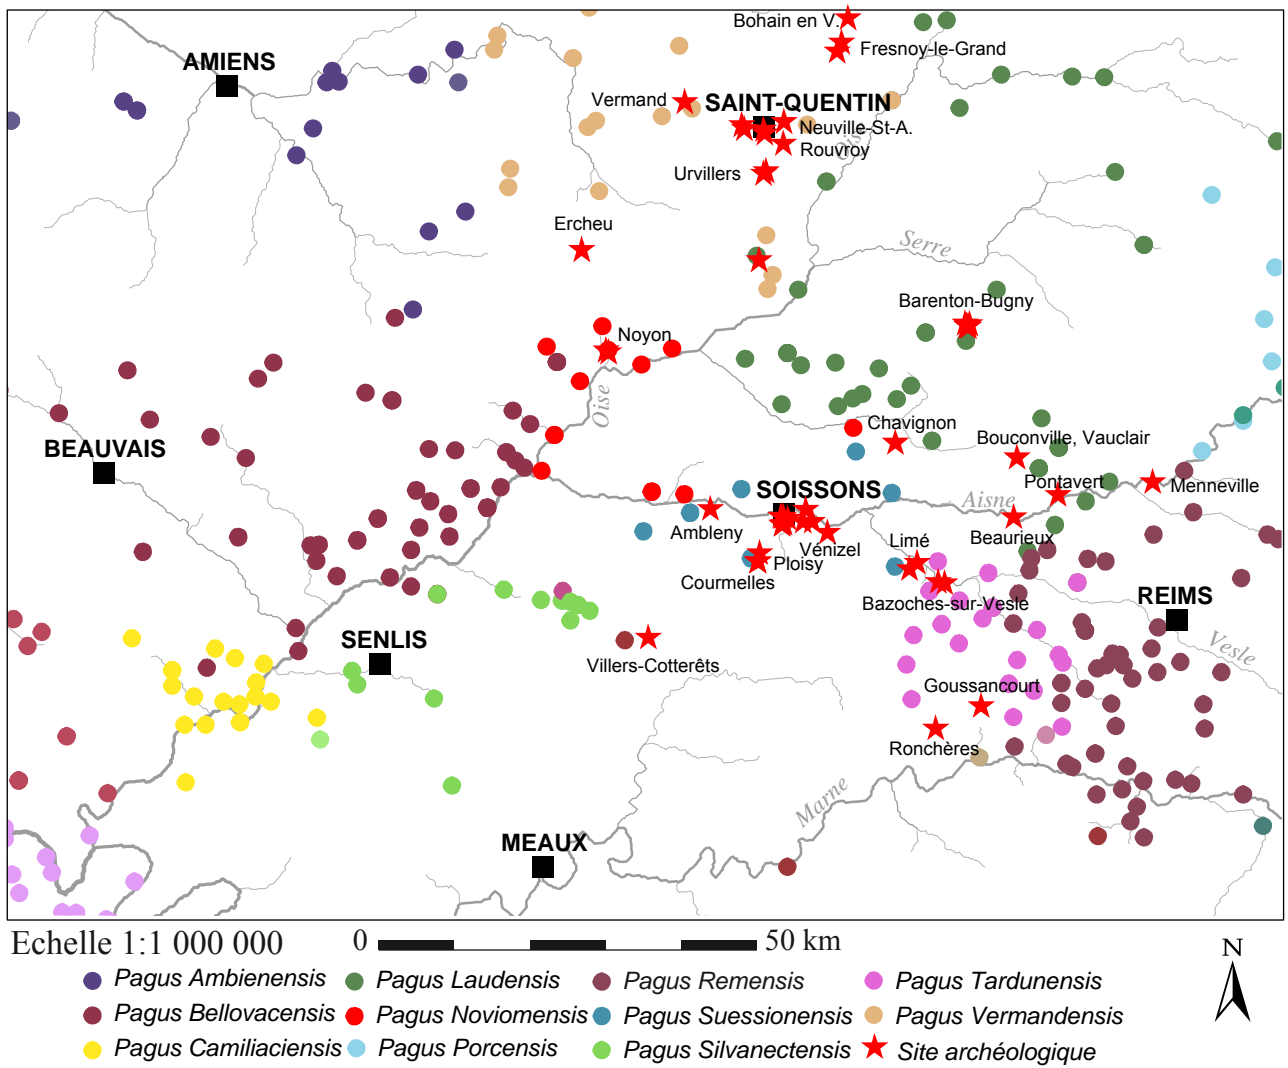 Bohain en V.
AMIENS
Fresnoy-le-Grand
Vermand
SAINT-QUENTIN
Neuville-St-A.
Oise
Rouvroy
Urvillers
Ercheu
Serre
Barenton-Bugny
Noyon
Oise
Chavignon
BEAUVAIS
Bouconville, Vauclair
Pontavert
Menneville
SOISSONS
Aisne
Ambleny
Vénizel
Limé
Beaurieux
Ploisy
Courmelles
Bazoches-sur-Vesle
REIMS
SENLIS
Vesle
Villers-Cotterêts
Goussancourt
Ronchères
Marne
MEAUX
Echelle 1:1 000 000
0
50 km
N
Pagus Ambienensis
Pagus Laudensis
Pagus Remensis
Pagus Tardunensis
Pagus Bellovacensis
Pagus Noviomensis
Pagus Suessionensis
Pagus Vermandensis
Pagus Camiliaciensis
Pagus Porcensis
Pagus Silvanectensis
Site archéologique